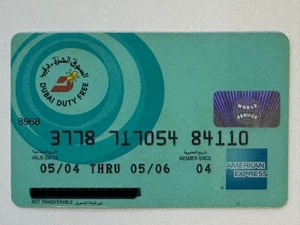 السوق الحرة - دبي
DUBAI DUTY FREE
8968
WORLD SERVICE
3778 717054 84110
VALID DATES
MEMBER SINCE
05/04 THRU 05/06 04
AMERICAN EXPRESS
NOT TRANSFERABLE